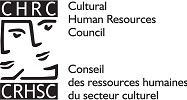 CHRC
CRHSC
Cultural
Human Resources
Council
Conseil
des ressources humaines
du secteur culturel